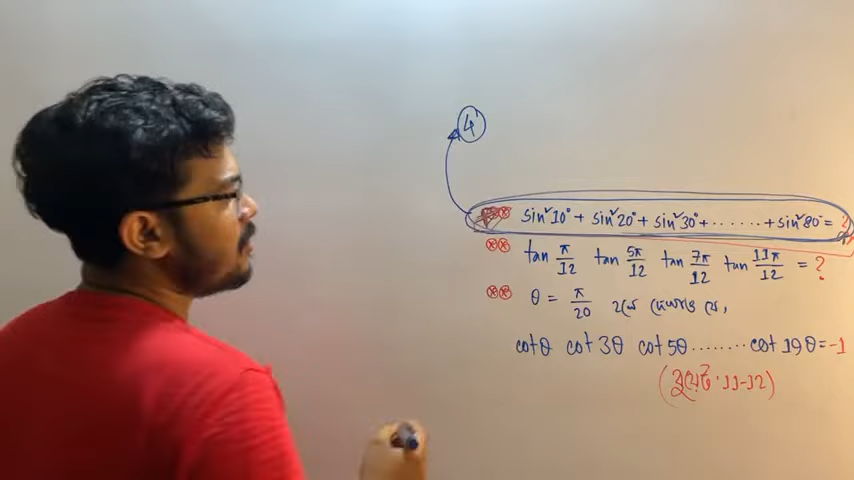 4
sin²10° + sin²20° + sin²30° + ....... + sin²80° = ?
tan π/12 tan 5π/12 tan 7π/12 tan 11π/12 = ?
θ = π/20 হলে দেখাও যে,
cotθ cot3θ cot5θ ........ cot19θ = -1
(বুয়েট: 11-12)